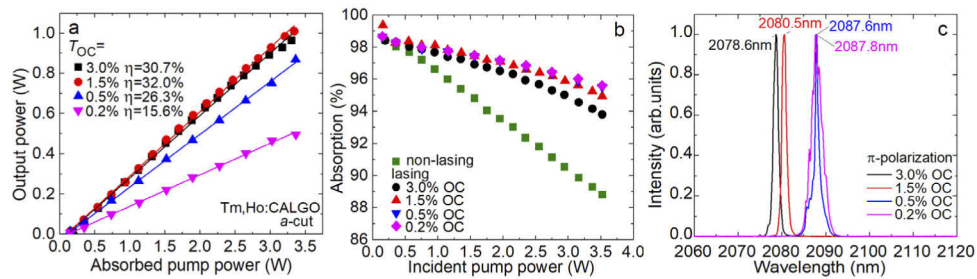 a
T_OC=
3.0% η=30.7%
1.5% η=32.0%
0.5% η=26.3%
0.2% η=15.6%
Tm,Ho:CALGO
a-cut
Output power (W)
1.0
0.8
0.6
0.4
0.2
0.0
0.0 0.5 1.0 1.5 2.0 2.5 3.0 3.5
Absorbed pump power (W)
b
non-lasing
lasing
3.0% OC
1.5% OC
0.5% OC
0.2% OC
Absorption (%)
100
98
96
94
92
90
88
86
0.0 0.5 1.0 1.5 2.0 2.5 3.0 3.5 4.0
Incident pump power (W)
c
2080.5nm
2087.6nm
2078.6nm
2087.8nm
π-polarization
3.0% OC
1.5% OC
0.5% OC
0.2% OC
Intensity (arb.units)
1.0
0.8
0.6
0.4
0.2
0.0
2060 2070 2080 2090 2100 2110 2120
Wavelength (nm)